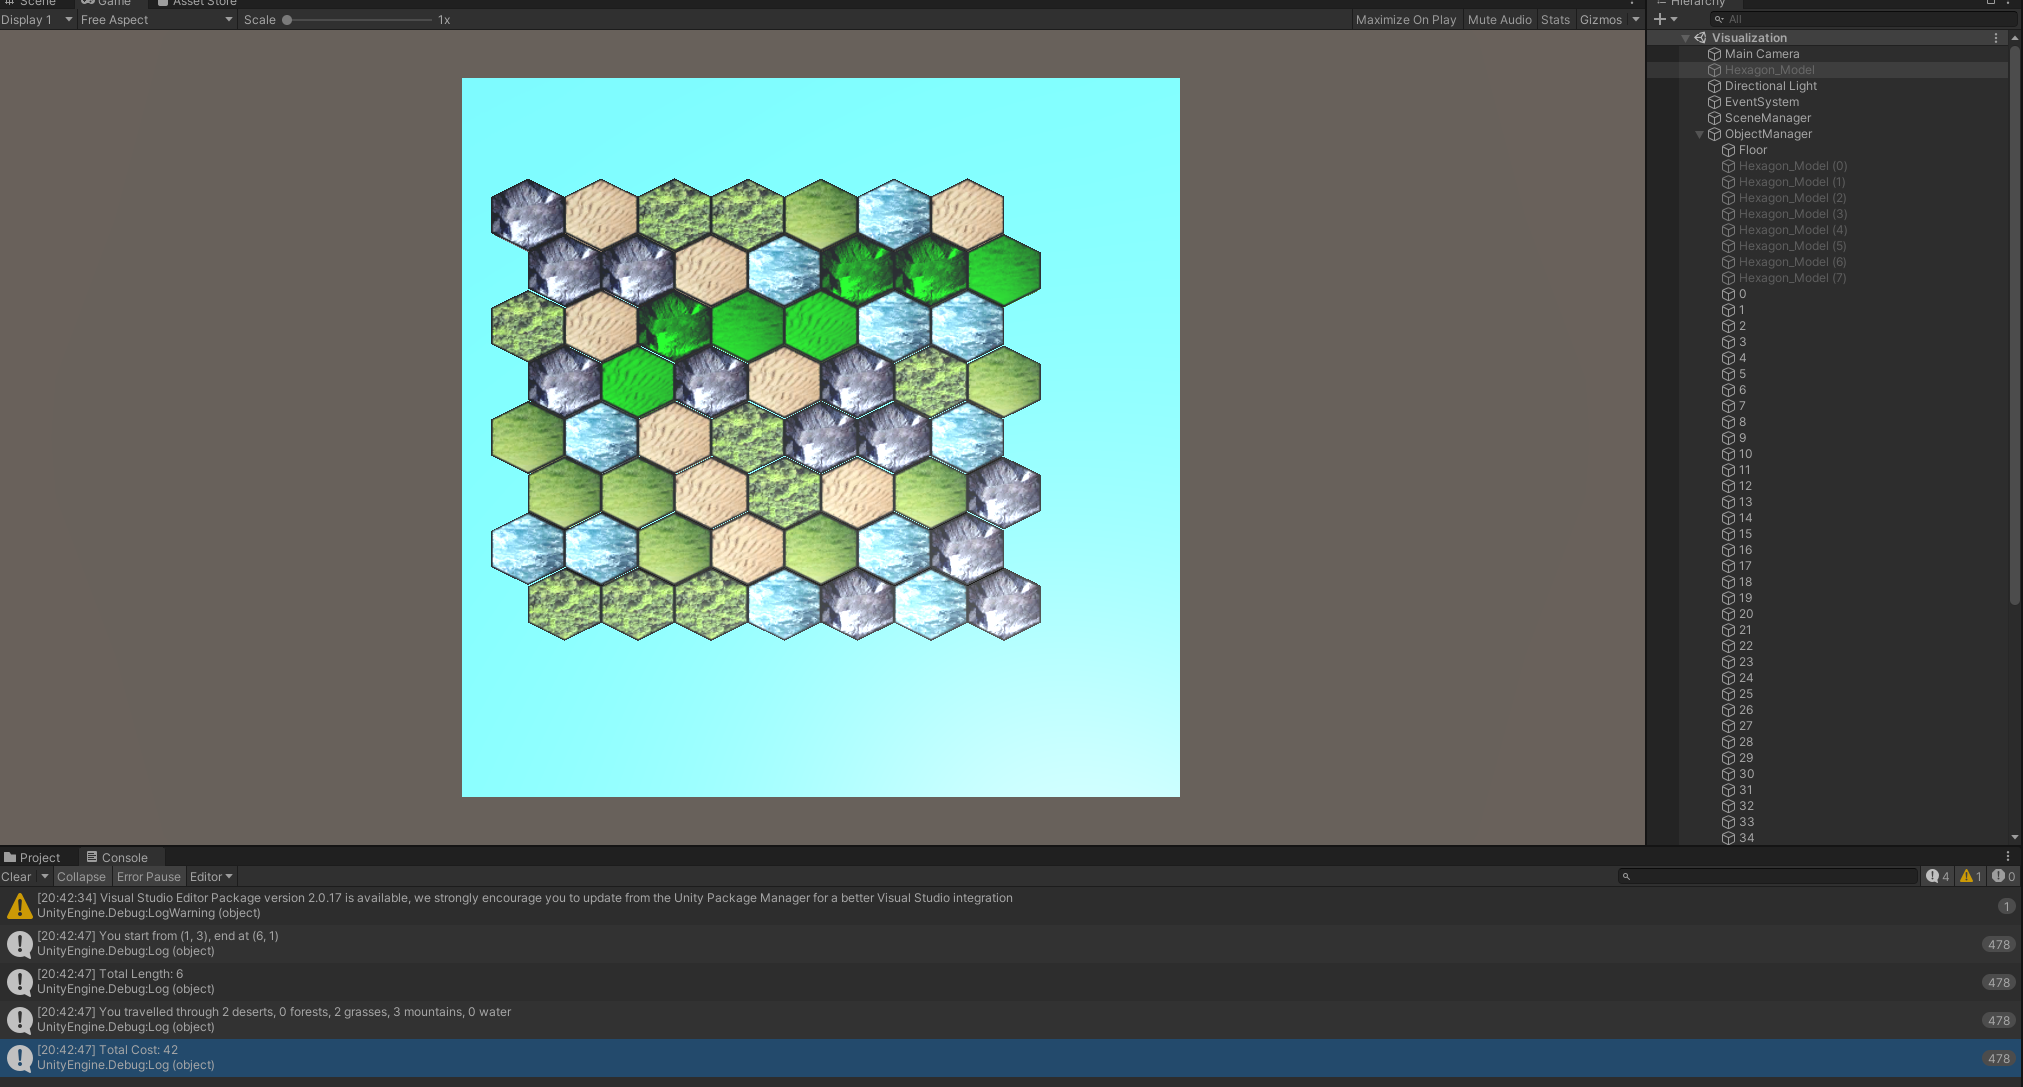 Scene
Game
Asset Store
Display 1
Free Aspect
Scale
1x
Maximize On Play
Mute Audio
Stats
Gizmos
Hierarchy
All
Visualization
Main Camera
Hexagon_Model
Directional Light
EventSystem
SceneManager
ObjectManager
Floor
Hexagon_Model (0)
Hexagon_Model (1)
Hexagon_Model (2)
Hexagon_Model (3)
Hexagon_Model (4)
Hexagon_Model (5)
Hexagon_Model (6)
Hexagon_Model (7)
0
1
2
3
4
5
6
7
8
9
10
11
12
13
14
15
16
17
18
19
20
21
22
23
24
25
26
27
28
29
30
31
32
33
34
Project
Console
Clear
Collapse
Error Pause
Editor
4
1
0
[20:42:34] Visual Studio Editor Package version 2.0.17 is available, we strongly encourage you to update from the Unity Package Manager for a better Visual Studio integration
UnityEngine.Debug:LogWarning (object)
1
[20:42:47] You start from (1, 3), end at (6, 1)
UnityEngine.Debug:Log (object)
478
[20:42:47] Total Length: 6
UnityEngine.Debug:Log (object)
478
[20:42:47] You travelled through 2 deserts, 0 forests, 2 grasses, 3 mountains, 0 water
UnityEngine.Debug:Log (object)
478
[20:42:47] Total Cost: 42
UnityEngine.Debug:Log (object)
478